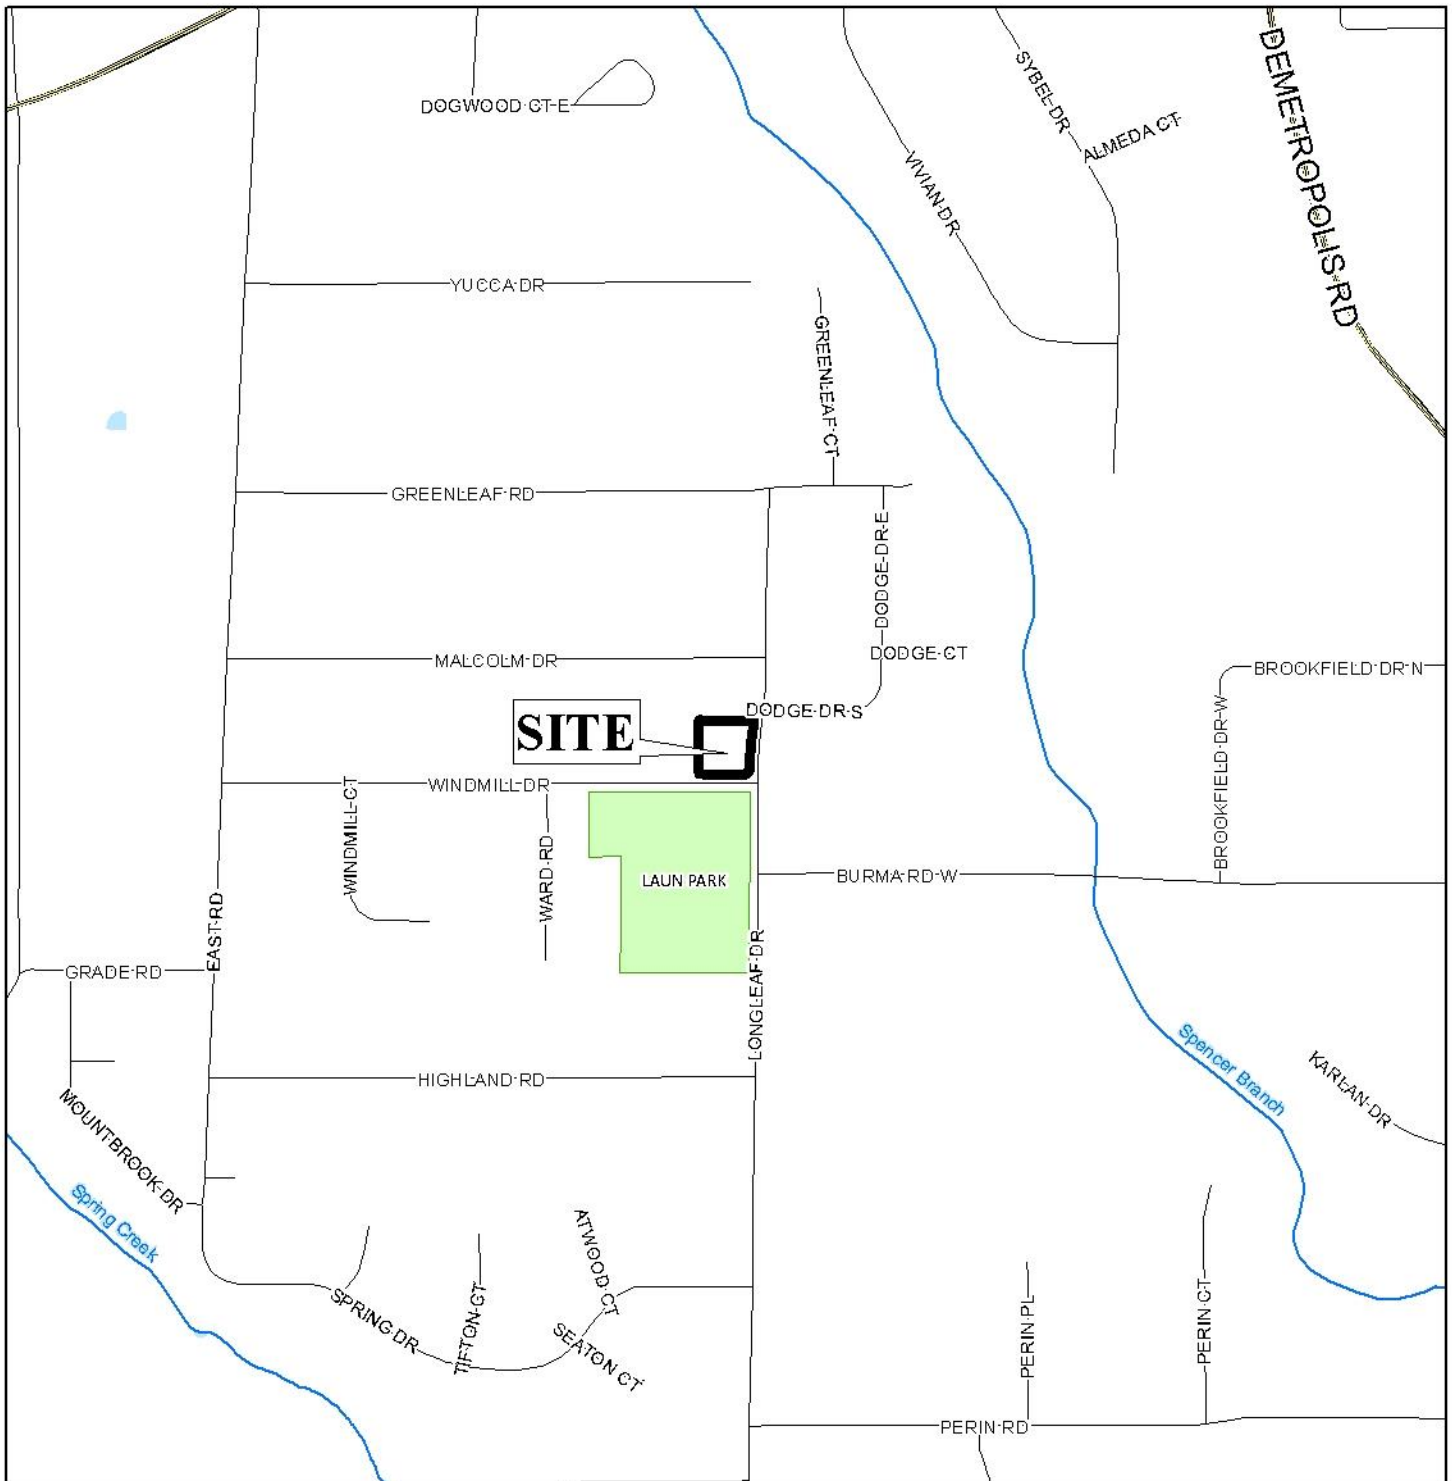 DOGWOOD CT E
SYBEL DR
ALMEDA CT
DEMETROPOLIS RD
VIVIAN DR
YUCCA DR
GREENLEAF CT
GREENLEAF RD
DODGE DR E
MALCOLM DR
DODGE CT
BROOKFIELD DR N
DODGE DR S
SITE
BROOKFIELD DR W
WINDMILL DR
WINDMILL CT
WARD RD
LAUN PARK
BURMA RD W
EAST RD
GRADE RD
LONGLEAF DR
HIGHLAND RD
Spencer Branch
KARLAN DR
MOUNT BROOK DR
Spring Creek
ATWOOD CT
SPRING DR
TIFTON CT
SEATON CT
PERIN PL
PERIN CT
PERIN RD